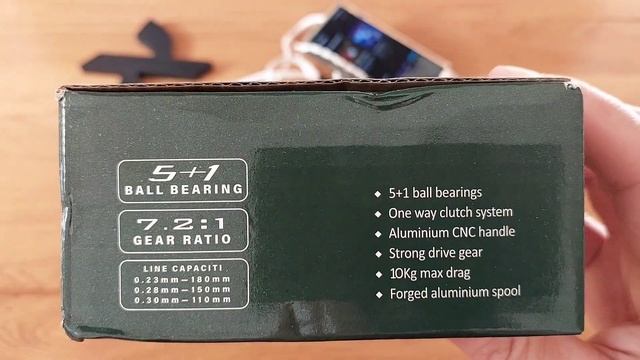 5+1
BALL BEARING
7.2:1
GEAR RATIO
LINE CAPACITI
0.23mm—180mm
0.28mm—150mm
0.30mm—110mm
◆ 5+1 ball bearings
◆ One way clutch system
◆ Aluminium CNC handle
◆ Strong drive gear
◆ 10Kg max drag
◆ Forged aluminium spool